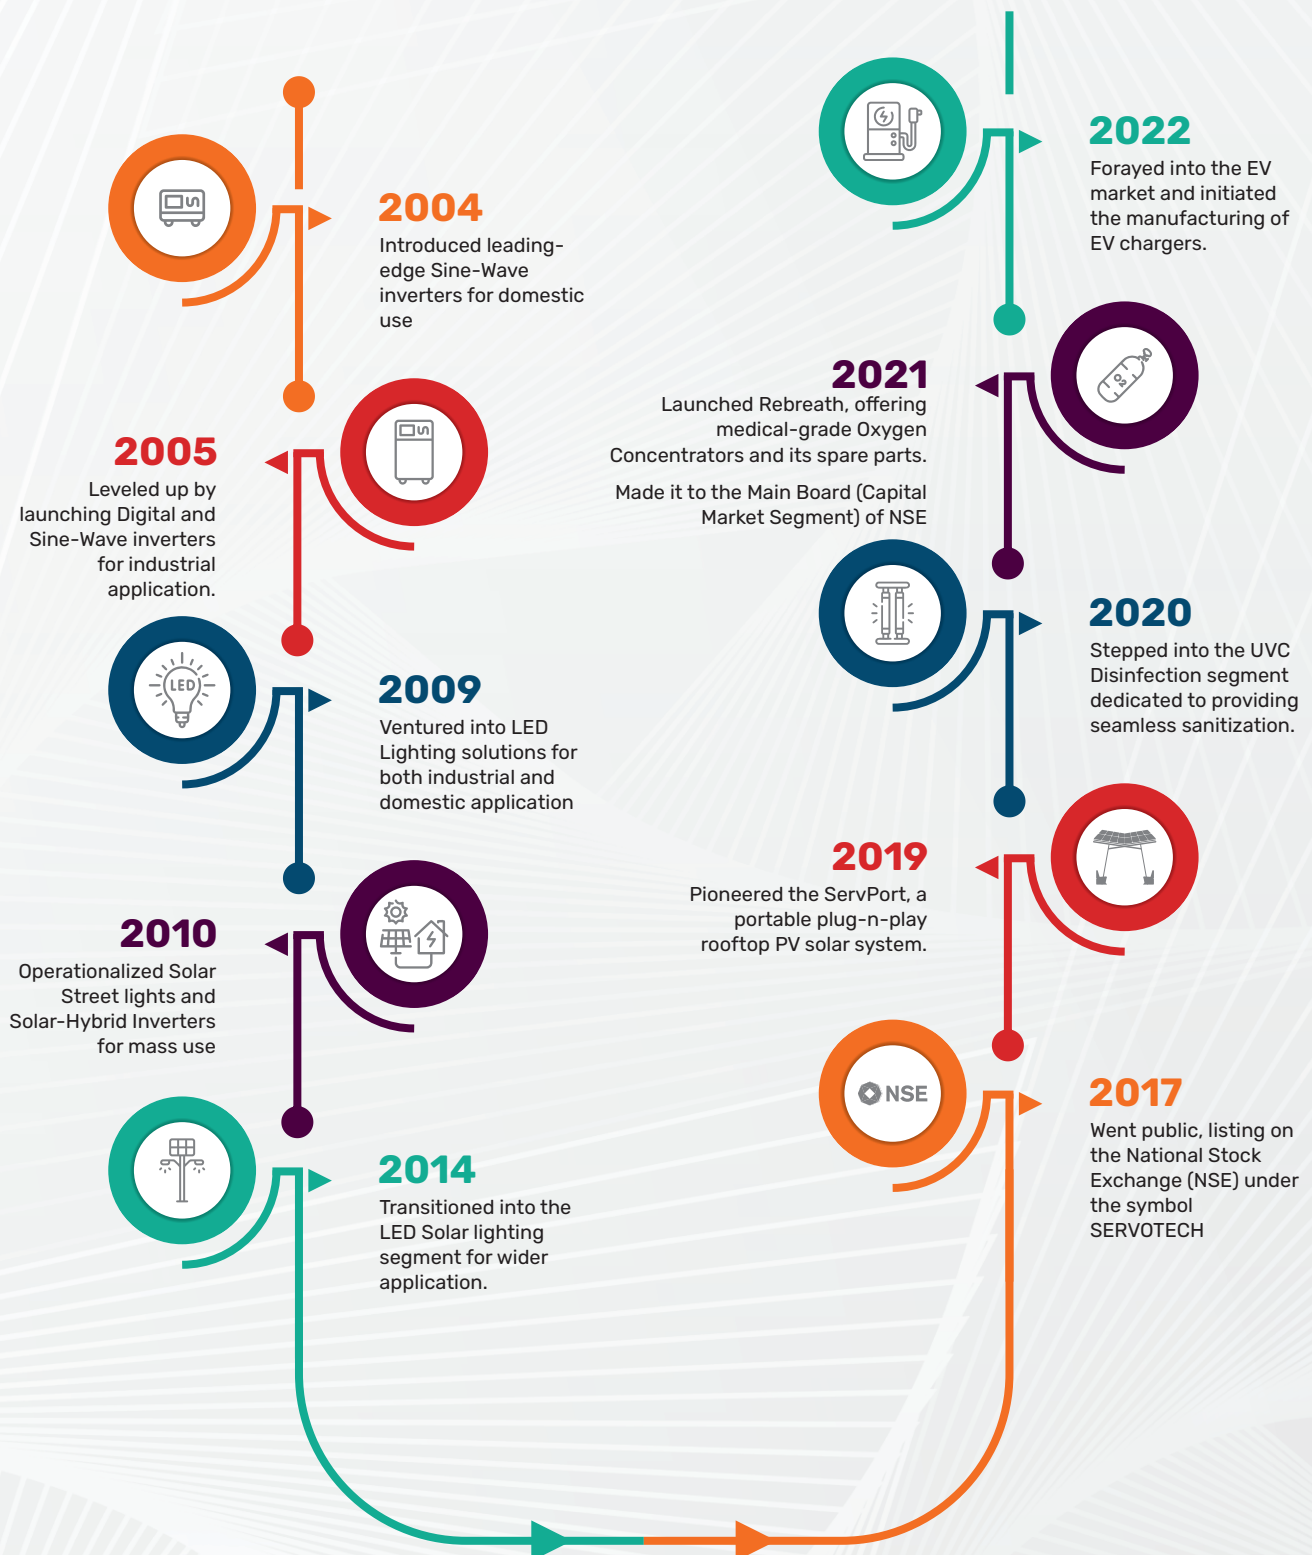 2004
Introduced leading-
edge Sine-Wave
inverters for domestic
use
2005
Leveled up by
launching Digital and
Sine-Wave inverters
for industrial
application.
LED
2009
Ventured into LED
Lighting solutions for
both industrial and
domestic application
2010
Operationalized Solar
Street lights and
Solar-Hybrid Inverters
for mass use
2014
Transitioned into the
LED Solar lighting
segment for wider
application.
NSE
2017
Went public, listing on
the National Stock
Exchange (NSE) under
the symbol
SERVOTECH
2019
Pioneered the ServPort, a
portable plug-n-play
rooftop PV solar system.
2020
Stepped into the UVC
Disinfection segment
dedicated to providing
seamless sanitization.
O2
2021
Launched Rebreath, offering
medical-grade Oxygen
Concentrators and its spare parts.
Made it to the Main Board (Capital
Market Segment) of NSE
2022
Forayed into the EV
market and initiated
the manufacturing of
EV chargers.